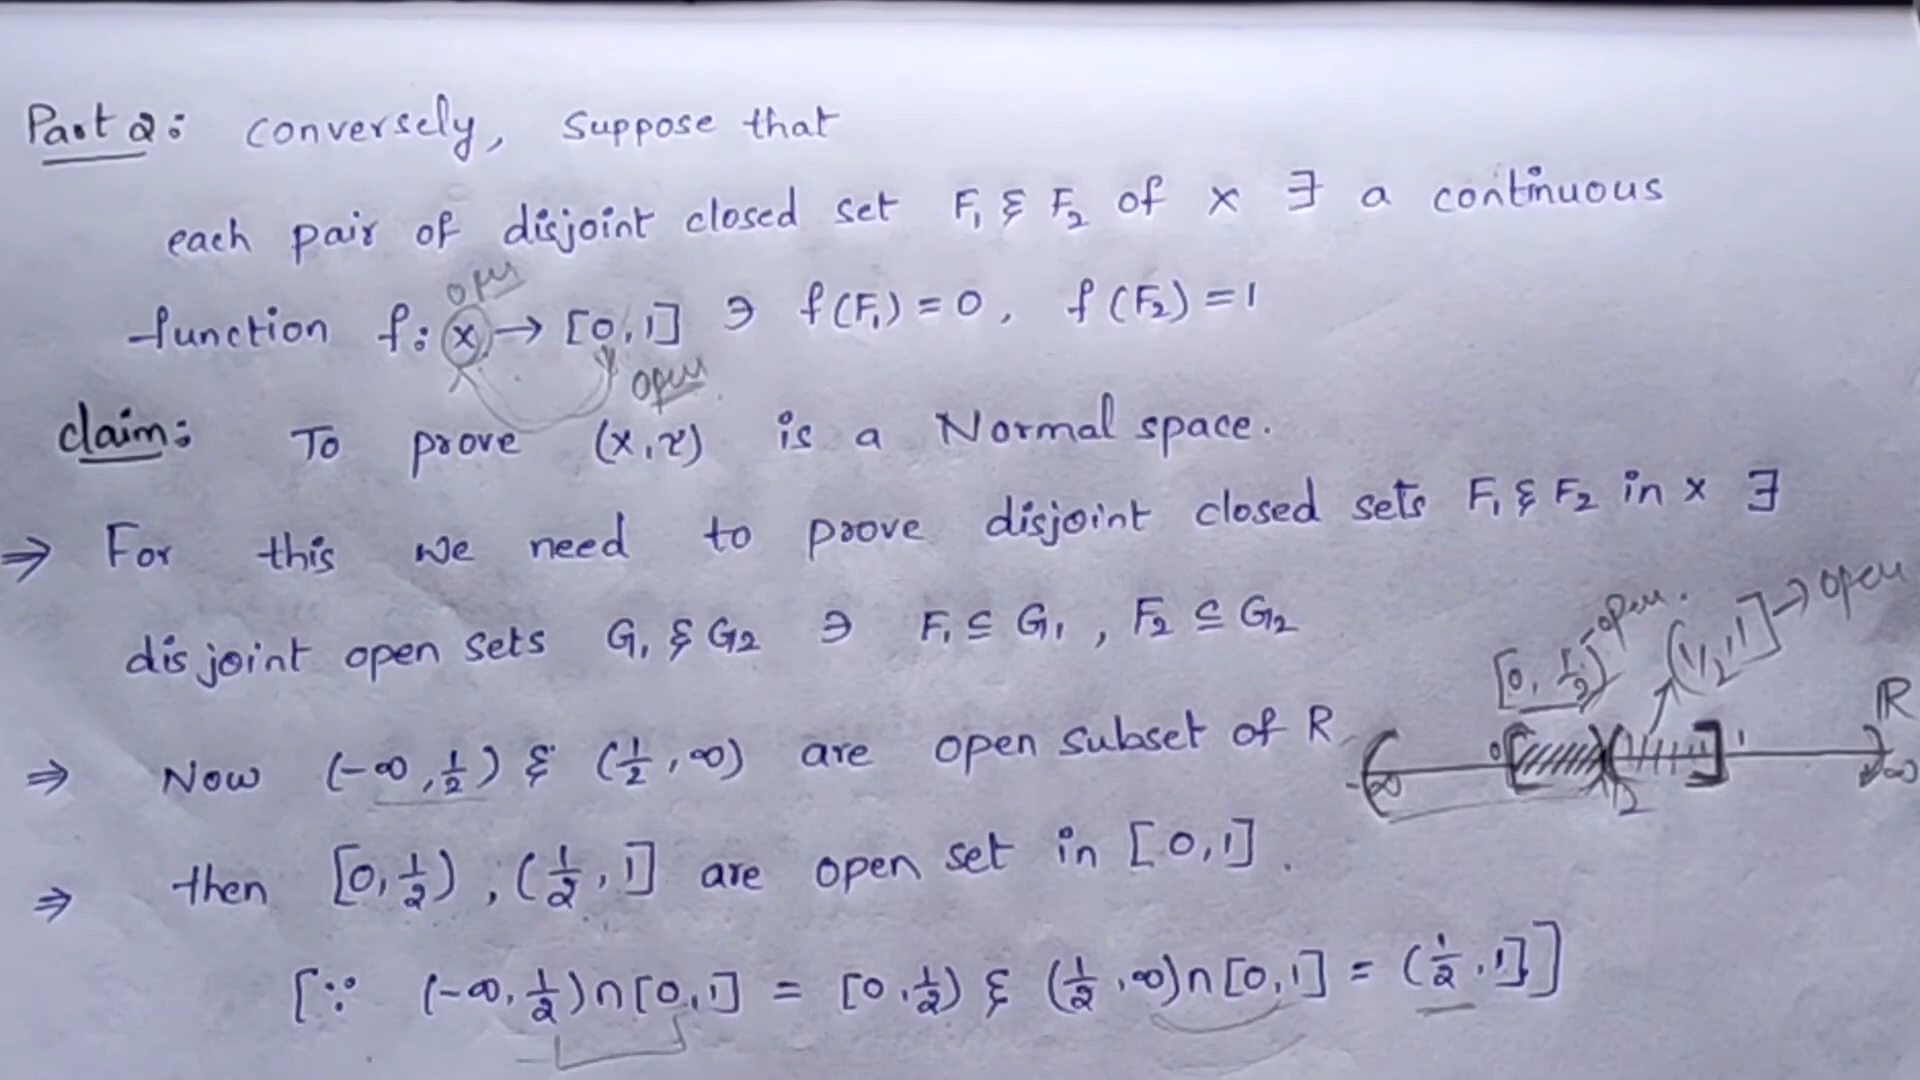 Part 2: conversely, suppose that
each pair of disjoint closed set F₁ & F₂ of x ∃ a continuous
open
function f: x → [0,1] ∋ f(F₁) = 0, f(F₂) = 1
open
claim: To prove (x,τ) is a Normal space.
⇒ For this we need to prove disjoint closed sets F₁ & F₂ in x ∃
disjoint open sets G₁ & G₂ ∋ F₁ ⊆ G₁, F₂ ⊆ G₂
[0, 1/2) - open. (1/2, 1] → open
⇒ Now (-∞, 1/2) & (1/2, ∞) are open subset of R
-∞ 0 1/2 1 ∞ R
⇒ then [0, 1/2), (1/2, 1] are open set in [0,1].
[∵ (-∞, 1/2) ∩ [0,1] = [0, 1/2) & (1/2, ∞) ∩ [0,1] = (1/2, 1]]